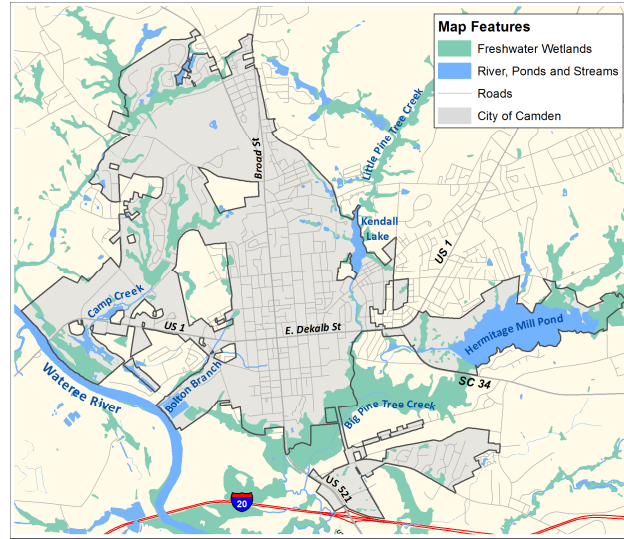 Map Features
Freshwater Wetlands
River, Ponds and Streams
Roads
City of Camden
Broad St
Little Pine Tree Creek
Kendall
Lake
US 1
Camp Creek
US 1
E. Dekalb St
Hermitage Mill Pond
Wateree River
Bolton Branch
SC 34
Big Pine Tree Creek
US 521
20